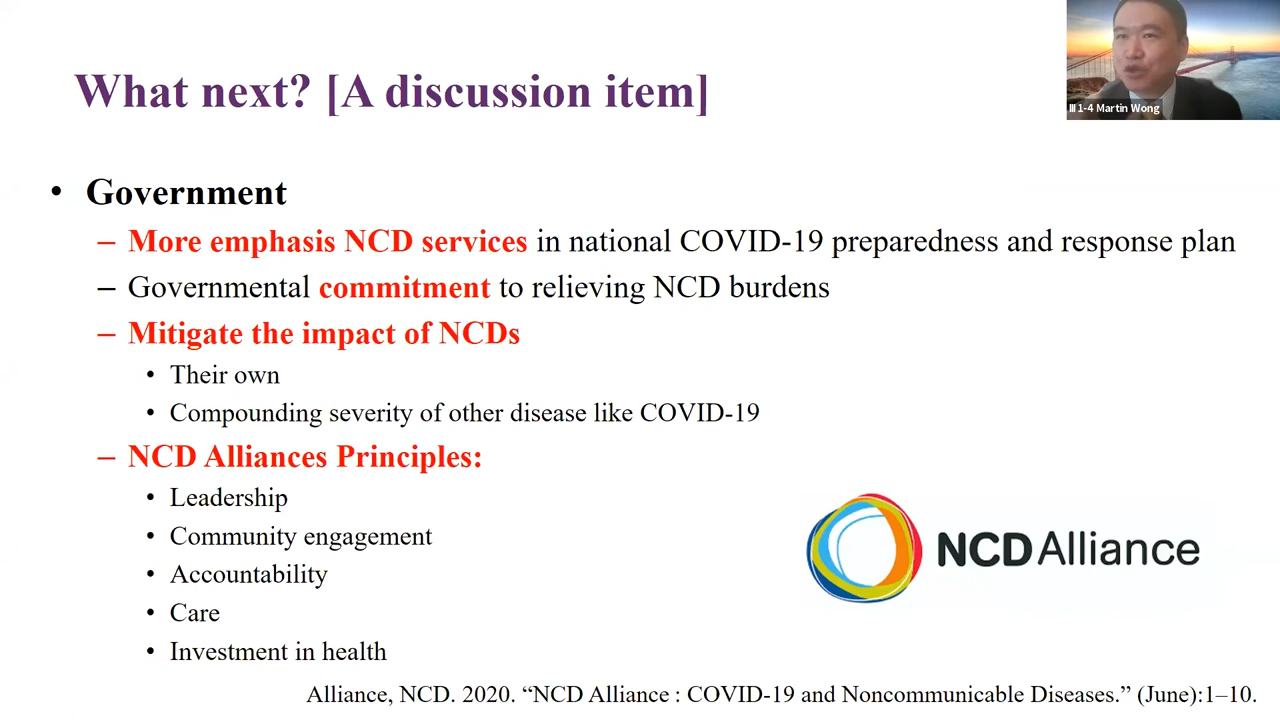 What next? [A discussion item]
III 1-4 Martin Wong
• Government
– More emphasis NCD services in national COVID-19 preparedness and response plan
– Governmental commitment to relieving NCD burdens
– Mitigate the impact of NCDs
• Their own
• Compounding severity of other disease like COVID-19
– NCD Alliances Principles:
• Leadership
• Community engagement
• Accountability
• Care
• Investment in health
NCD Alliance
Alliance, NCD. 2020. “NCD Alliance : COVID-19 and Noncommunicable Diseases.” (June):1–10.